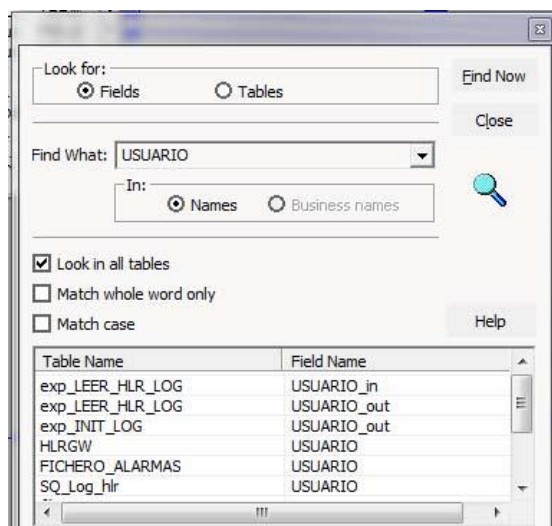 Look for:
Fields Tables
Find Now
Close
Find What: USUARIO
In:
Names Business names
Look in all tables
Match whole word only
Match case
Help
Table Name Field Name
exp_LEER_HLR_LOG USUARIO_in
exp_LEER_HLR_LOG USUARIO_out
exp_INIT_LOG USUARIO_out
HLRGW USUARIO
FICHERO_ALARMAS USUARIO
SQ_Log_hlr USUARIO